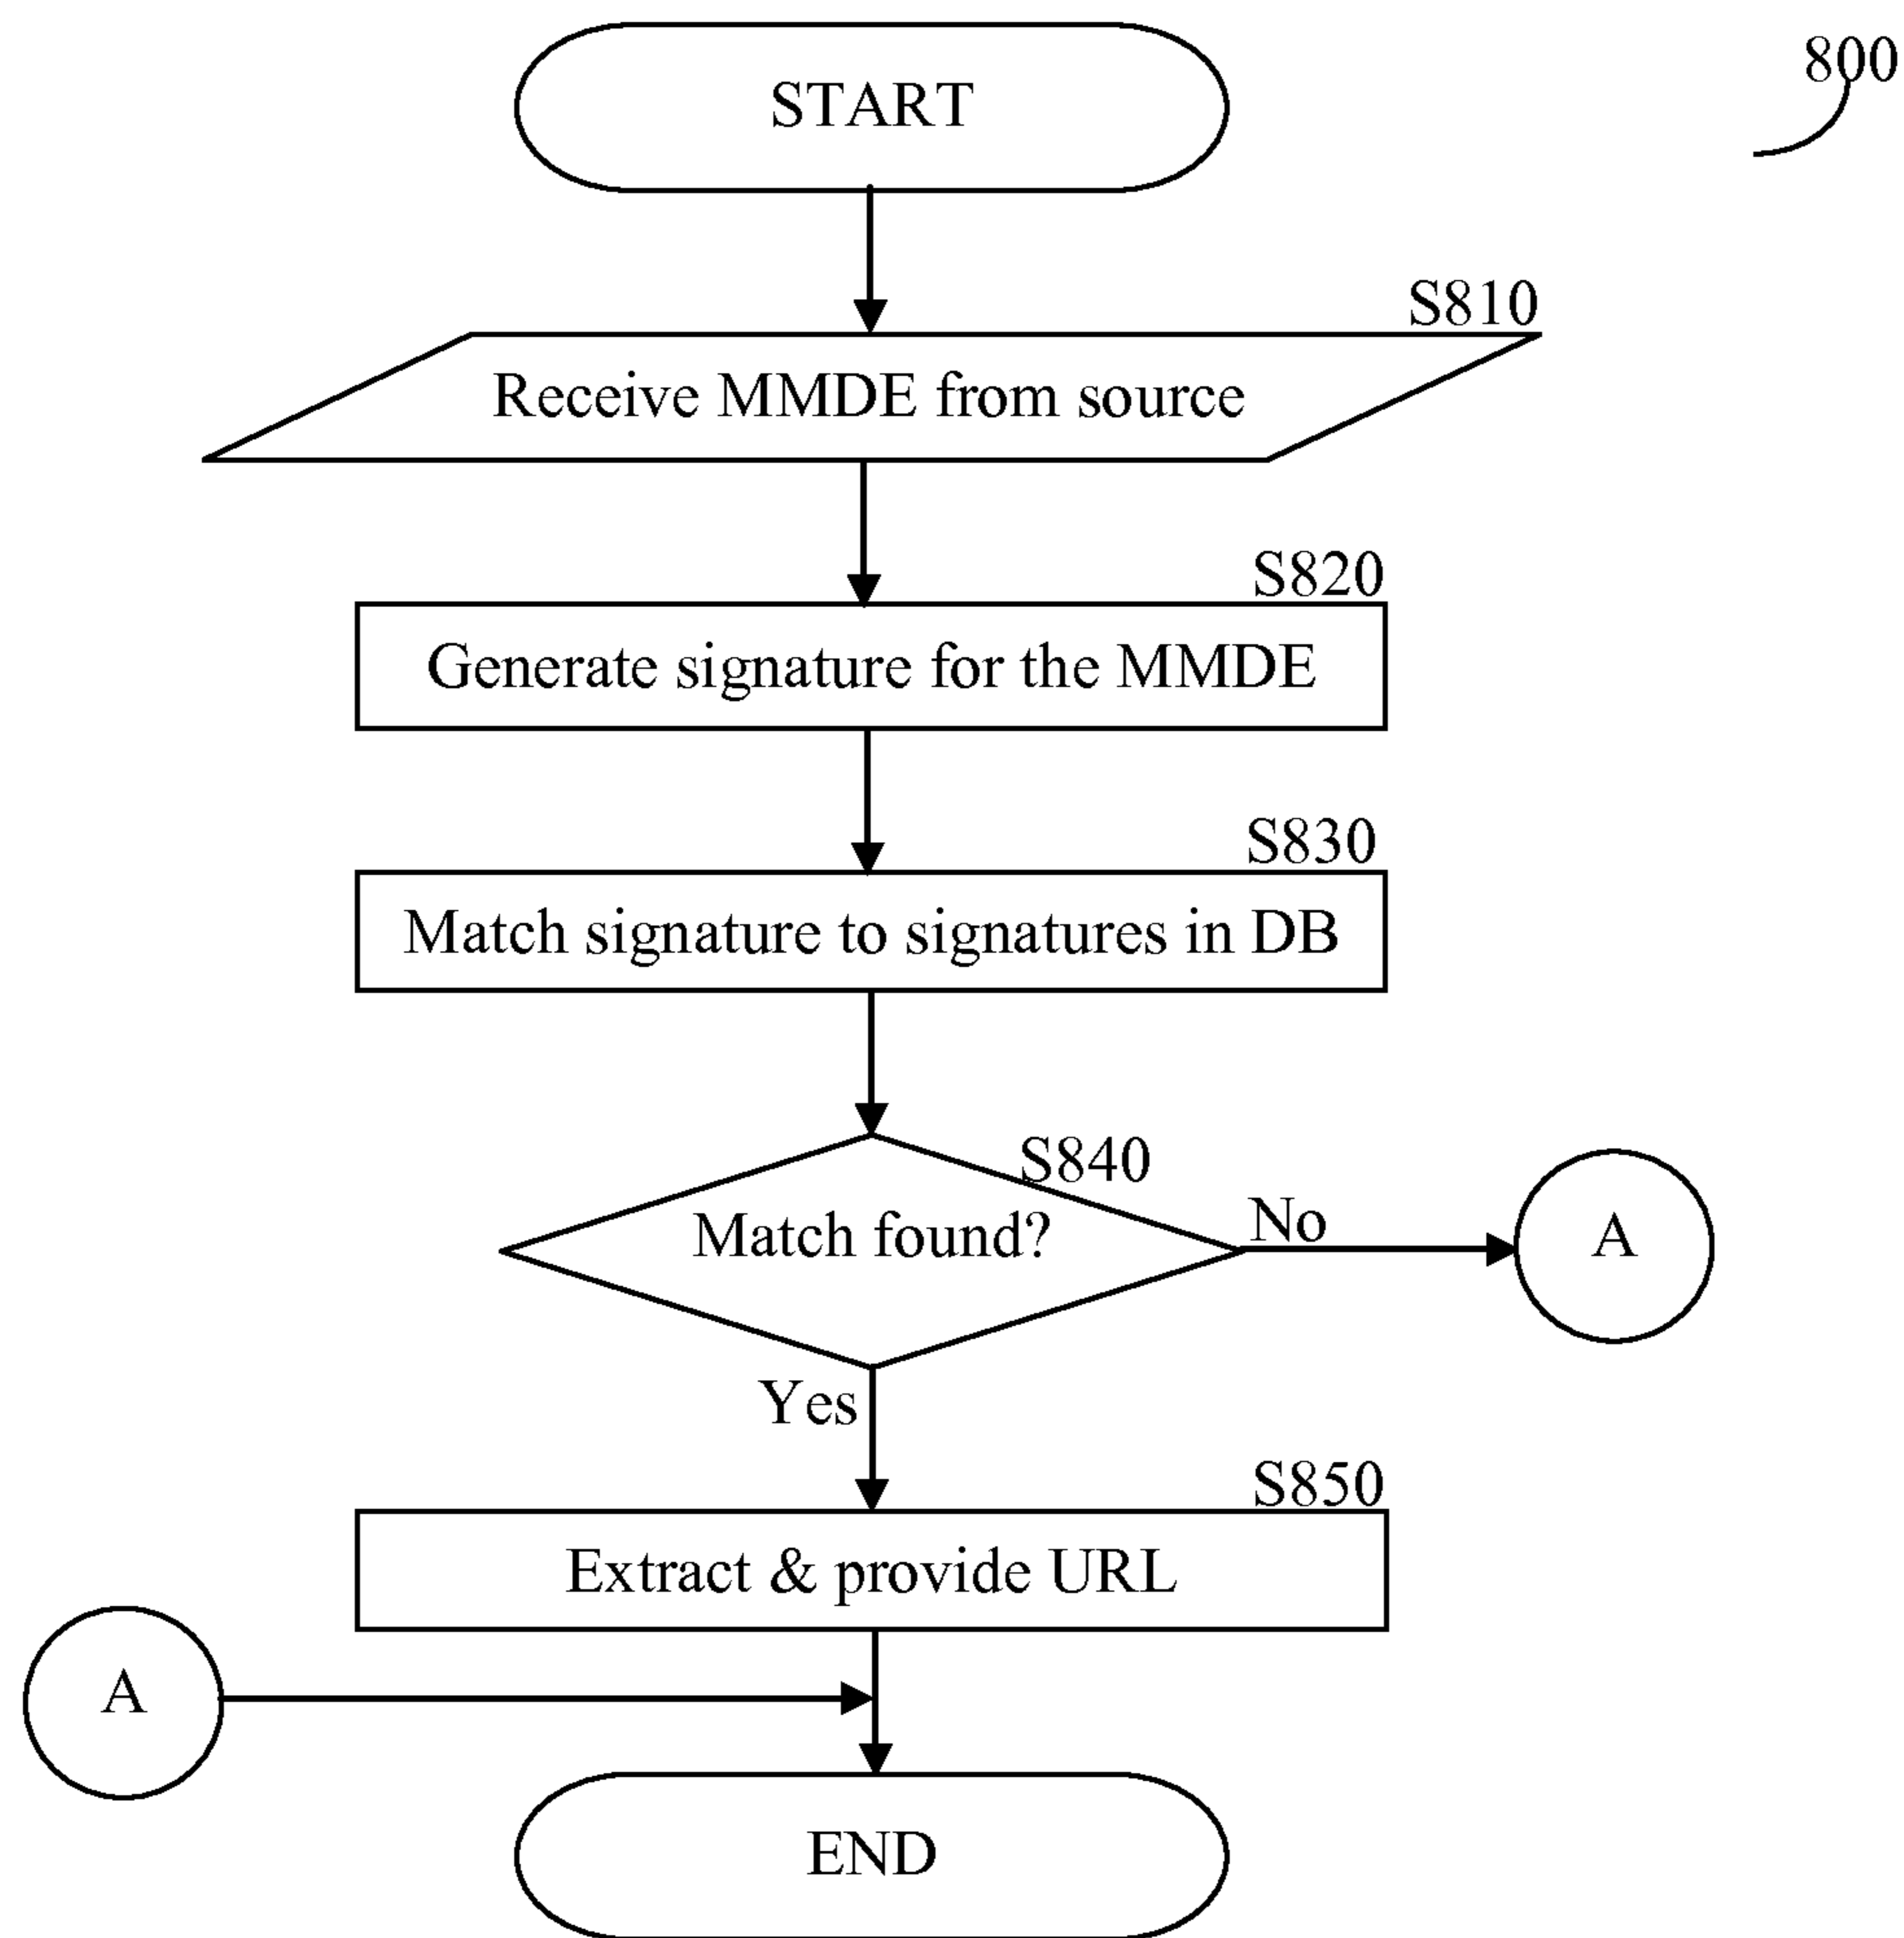 START
800
S810
Receive MMDE from source
S820
Generate signature for the MMDE
S830
Match signature to signatures in DB
S840
Match found?
No
A
Yes
S850
Extract & provide URL
A
END